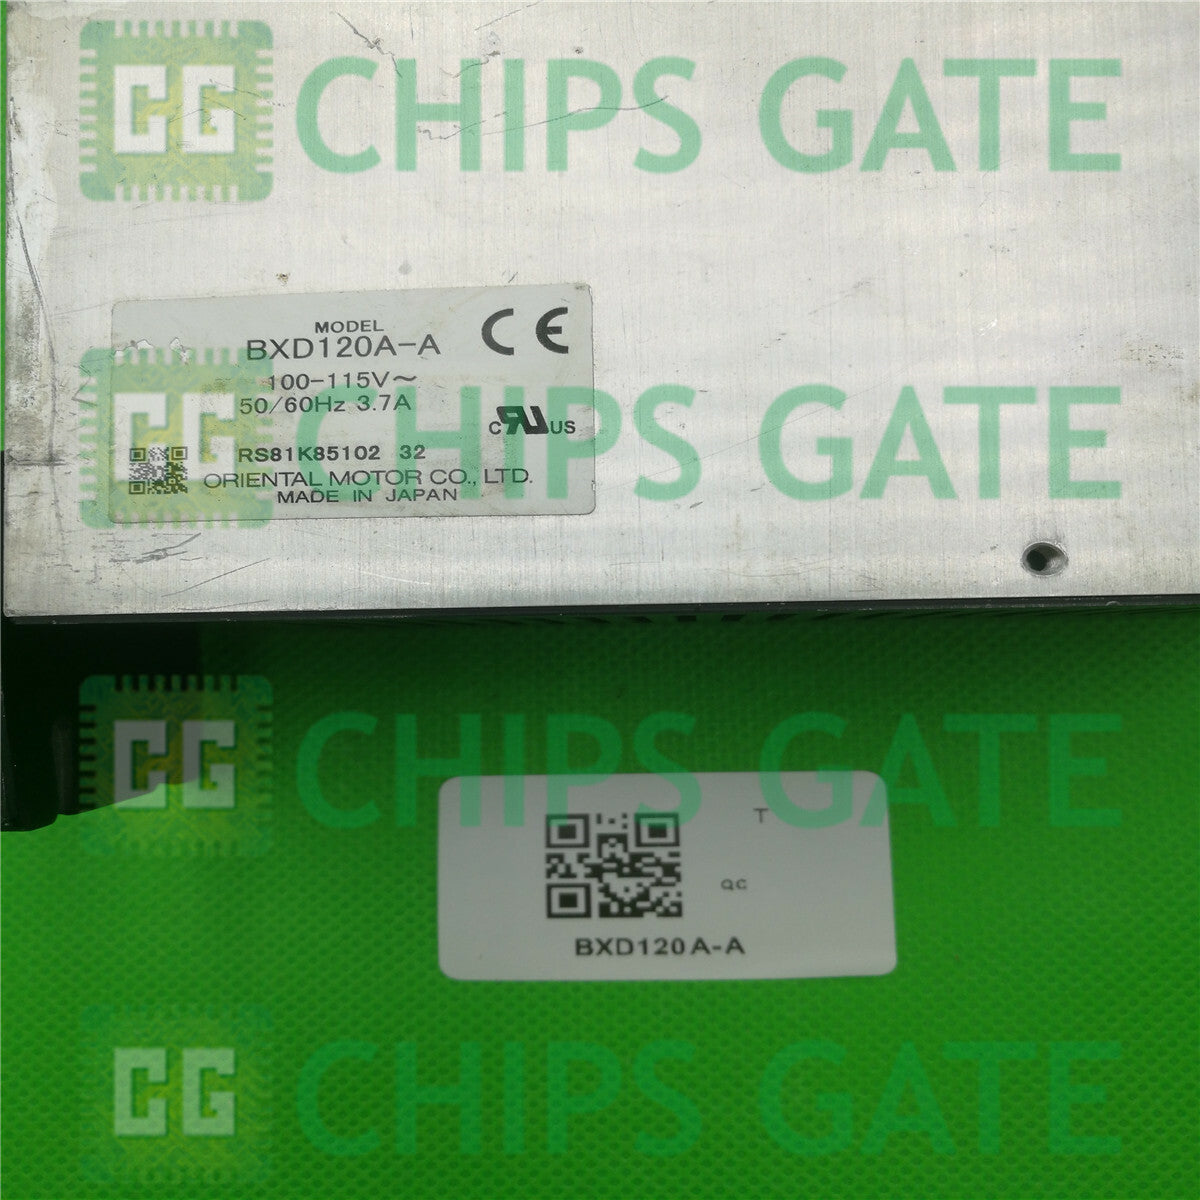 CG CHIPS GATE
MODEL
BXD120A-A
CE
100-115V~
50/60Hz 3.7A
c RU US
RS81K85102 32
ORIENTAL MOTOR CO., LTD.
MADE IN JAPAN
CG CHIPS GATE
CG CHIPS GATE
T
QC
BXD120A-A
CG CHIPS GATE